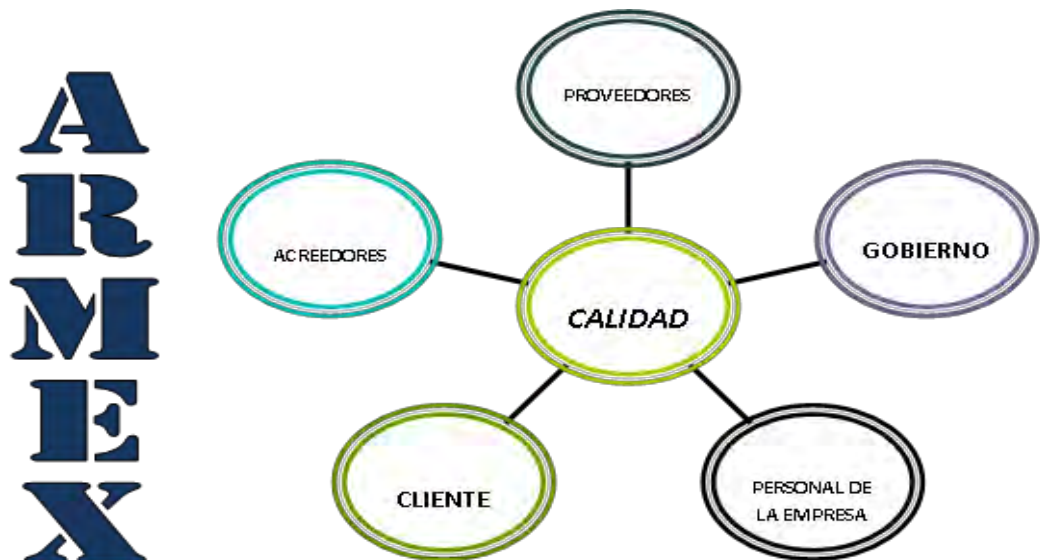 ARMEX
PROVEEDORES
ACREEDORES
GOBIERNO
CALIDAD
CLIENTE
PERSONAL DE
LA EMPRESA